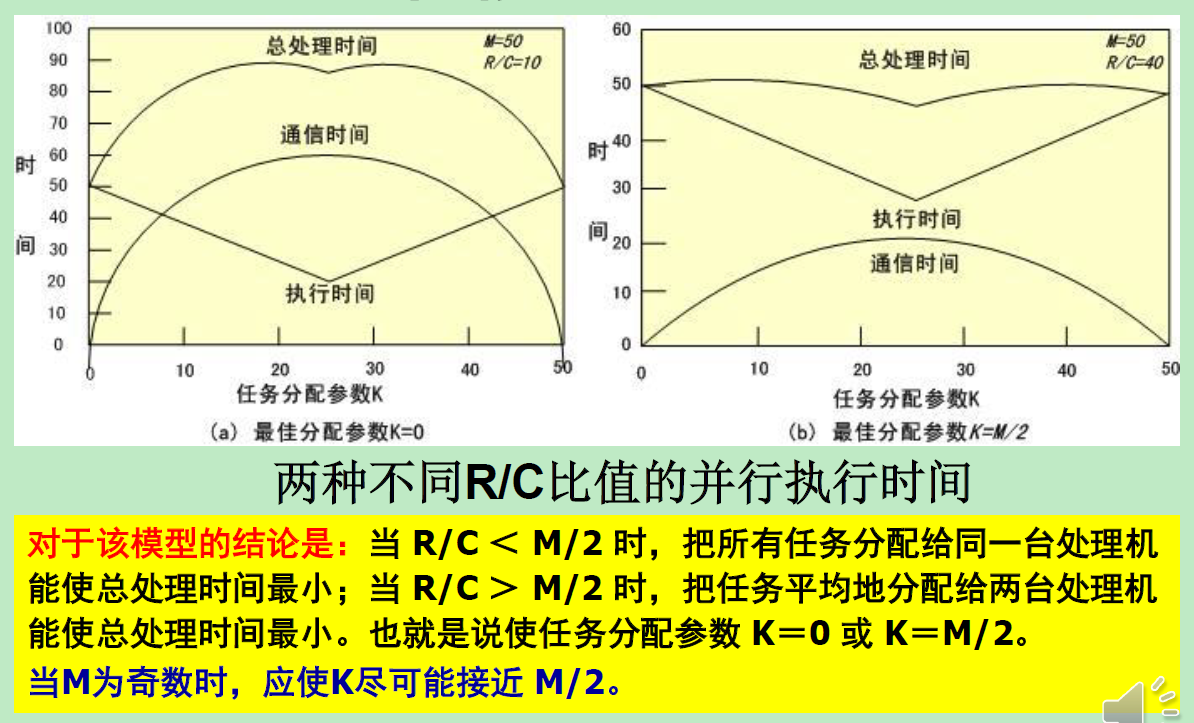 100
90
80
70
60
50
40
30
20
10
0
时
间
总处理时间
M=50
R/C=10
通信时间
执行时间
0 10 20 30 40 50
任务分配参数K
(a) 最佳分配参数K=0
60
50
40
30
20
10
0
时
间
总处理时间
M=50
R/C=40
执行时间
通信时间
0 10 20 30 40 50
任务分配参数K
(b) 最佳分配参数K=M/2
两种不同R/C比值的并行执行时间
对于该模型的结论是：当 R/C ＜ M/2 时，把所有任务分配给同一台处理机
能使总处理时间最小；当 R/C ＞ M/2 时，把任务平均地分配给两台处理机
能使总处理时间最小。也就是说使任务分配参数 K＝0 或 K＝M/2。
当M为奇数时，应使K尽可能接近 M/2。